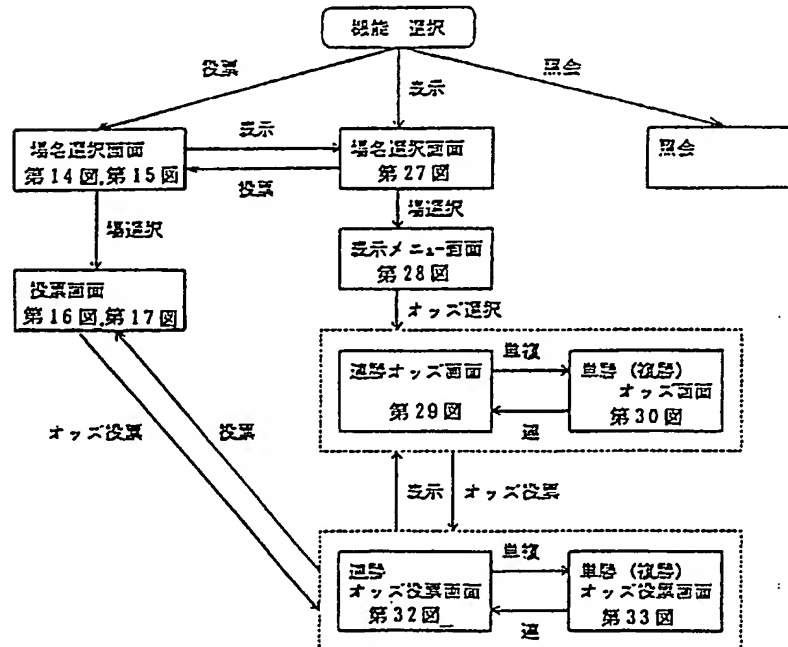 機能 選択
投票
表示
照会
場名選択画面
第14図,第15図
表示
投票
場名選択画面
第27図
照会
場選択
場選択
投票画面
第16図,第17図
表示メニュー画面
第28図
オッズ選択
連勝オッズ画面
第29図
単複
連
単勝(複勝)
オッズ画面
第30図
オッズ投票
投票
表示
オッズ投票
連勝
オッズ投票画面
第32図
単複
連
単勝(複勝)
オッズ投票画面
第33図